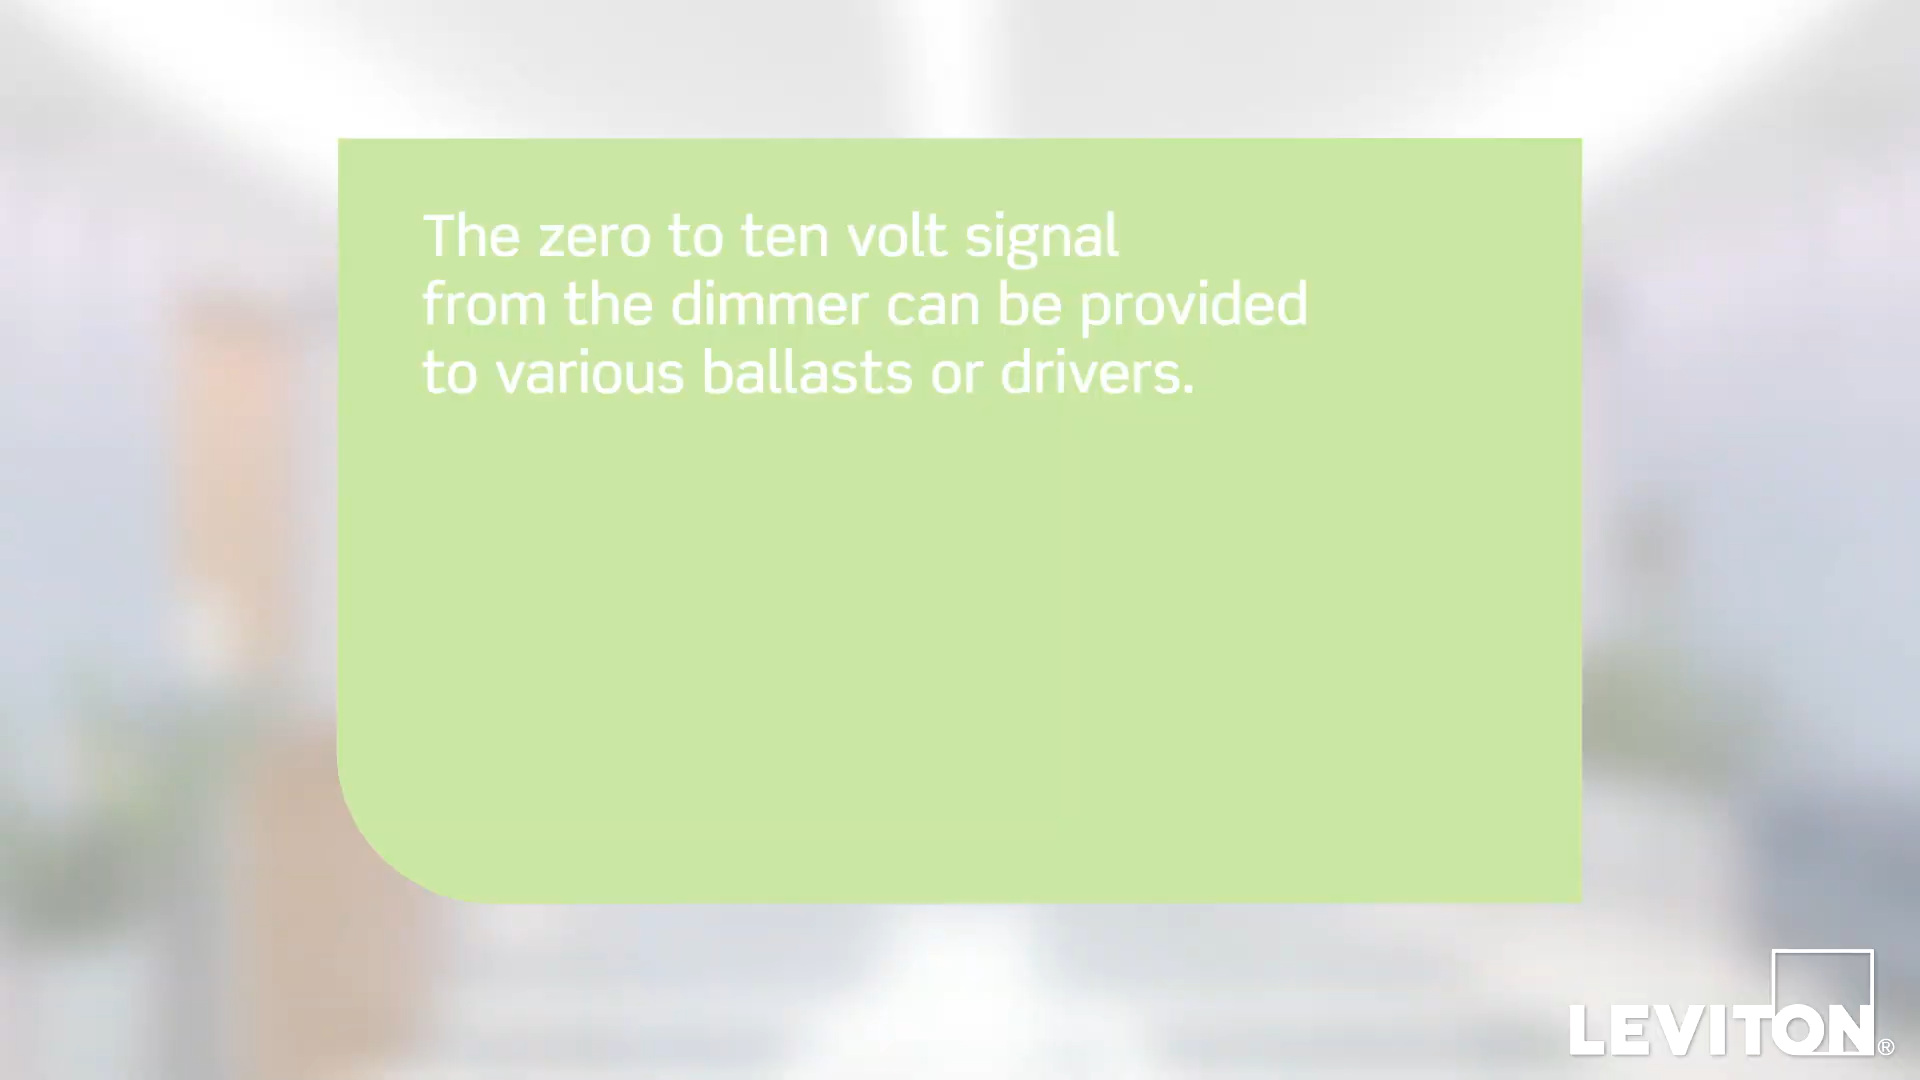 The zero to ten volt signal
from the dimmer can be provided
to various ballasts or drivers.
LEVITON®